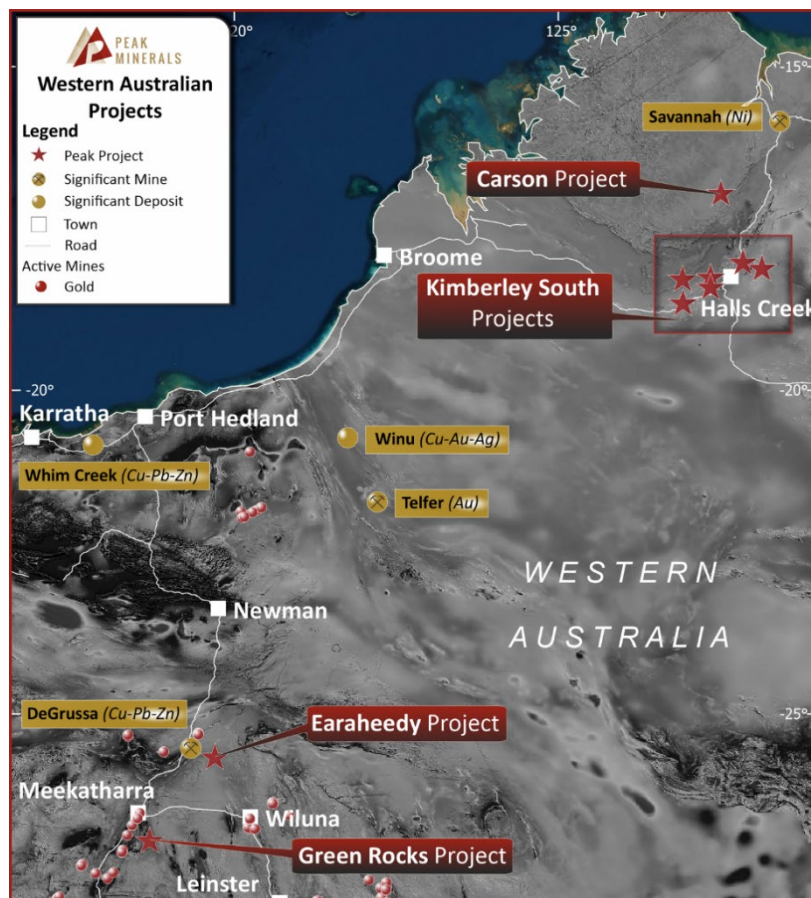 PEAK
MINERALS
Western Australian
Projects
Legend
Peak Project
Significant Mine
Significant Deposit
Town
Road
Active Mines
Gold
120°
125°
-15°
Savannah (Ni)
Carson Project
Broome
Kimberley South
Projects
Halls Creek
-20°
-20°
Karratha
Port Hedland
Winu (Cu-Au-Ag)
Whim Creek (Cu-Pb-Zn)
Telfer (Au)
WESTERN
AUSTRALIA
Newman
DeGrussa (Cu-Pb-Zn)
Earaheedy Project
-25°
Meekatharra
Wiluna
Green Rocks Project
Leinster